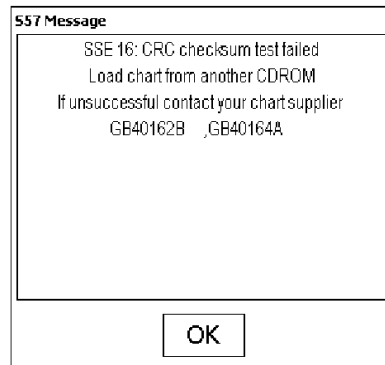 557 Message
SSE 16: CRC checksum test failed
Load chart from another CDROM
If unsuccessful contact your chart supplier
GB40162B ,GB40164A
OK